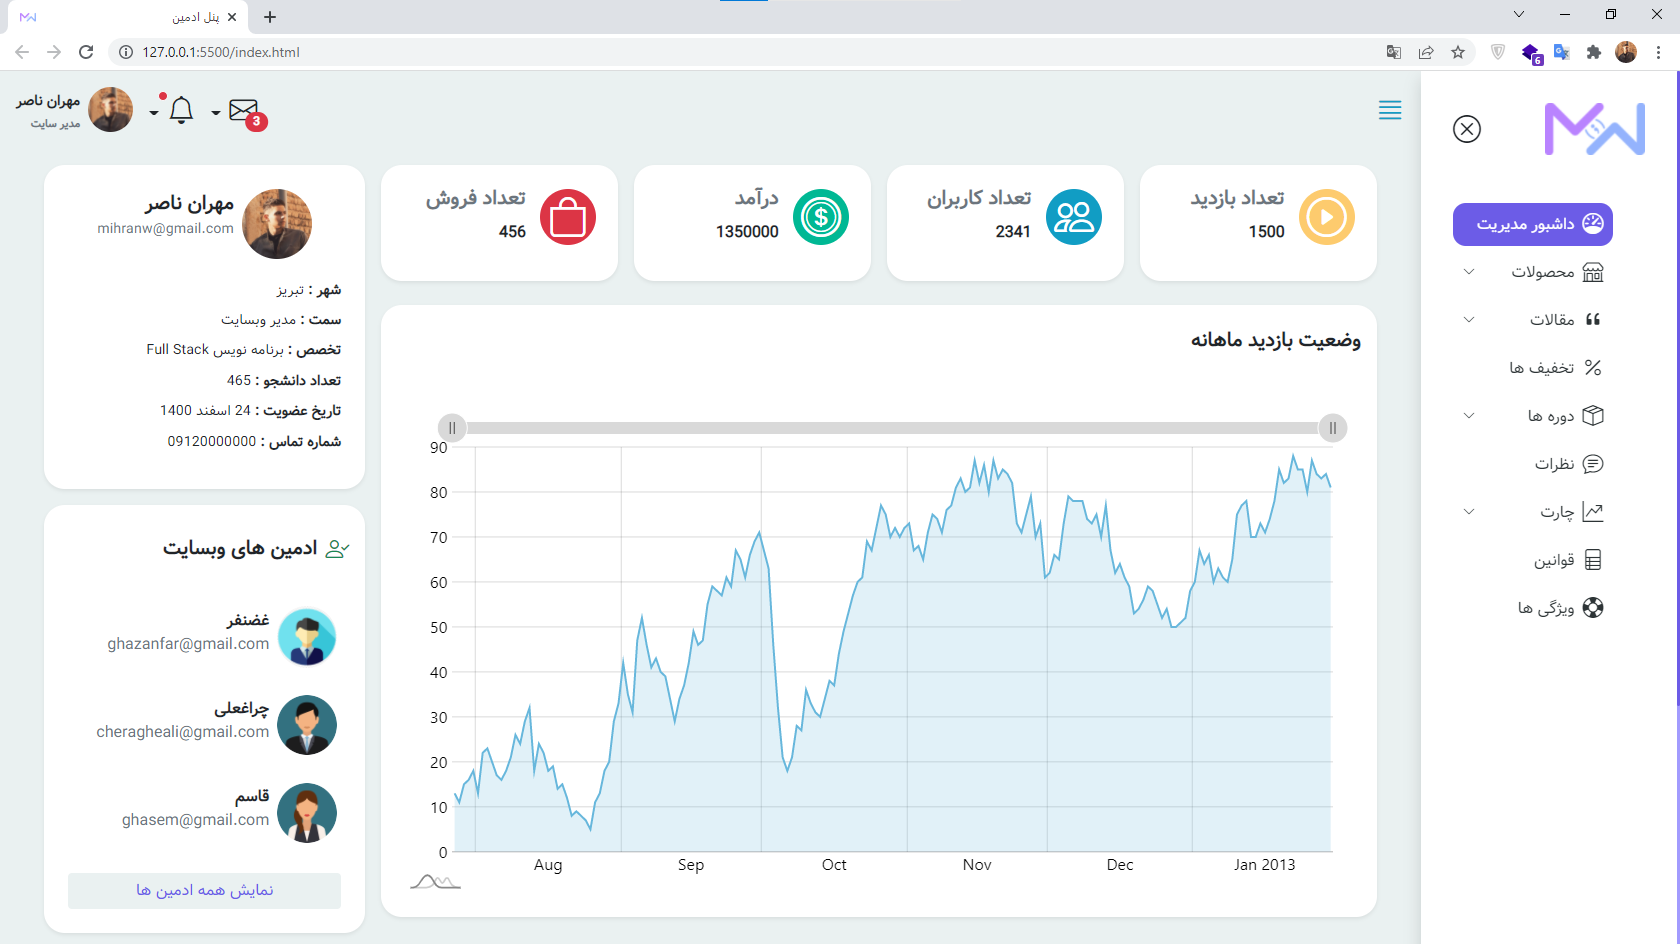 پنل ادمین
127.0.0.1:5500/index.html
6
مهران ناصر
مدیر سایت
3
MW
داشبور مدیریت
محصولات
مقالات
تخفیف ها
دوره ها
نظرات
چارت
قوانین
ویژگی ها
تعداد بازدید
1500
تعداد کاربران
2341
درآمد
1350000
تعداد فروش
456
وضعیت بازدید ماهانه
90
80
70
60
50
40
30
20
10
0
Aug Sep Oct Nov Dec Jan 2013
مهران ناصر
mihranw@gmail.com
شهر : تبریز
سمت : مدیر وبسایت
تخصص : برنامه نویس Full Stack
تعداد دانشجو : 465
تاریخ عضویت : 24 اسفند 1400
شماره تماس : 09120000000
ادمین های وبسایت
غضنفر
ghazanfar@gmail.com
چراغعلی
cheragheali@gmail.com
قاسم
ghasem@gmail.com
نمایش همه ادمین ها